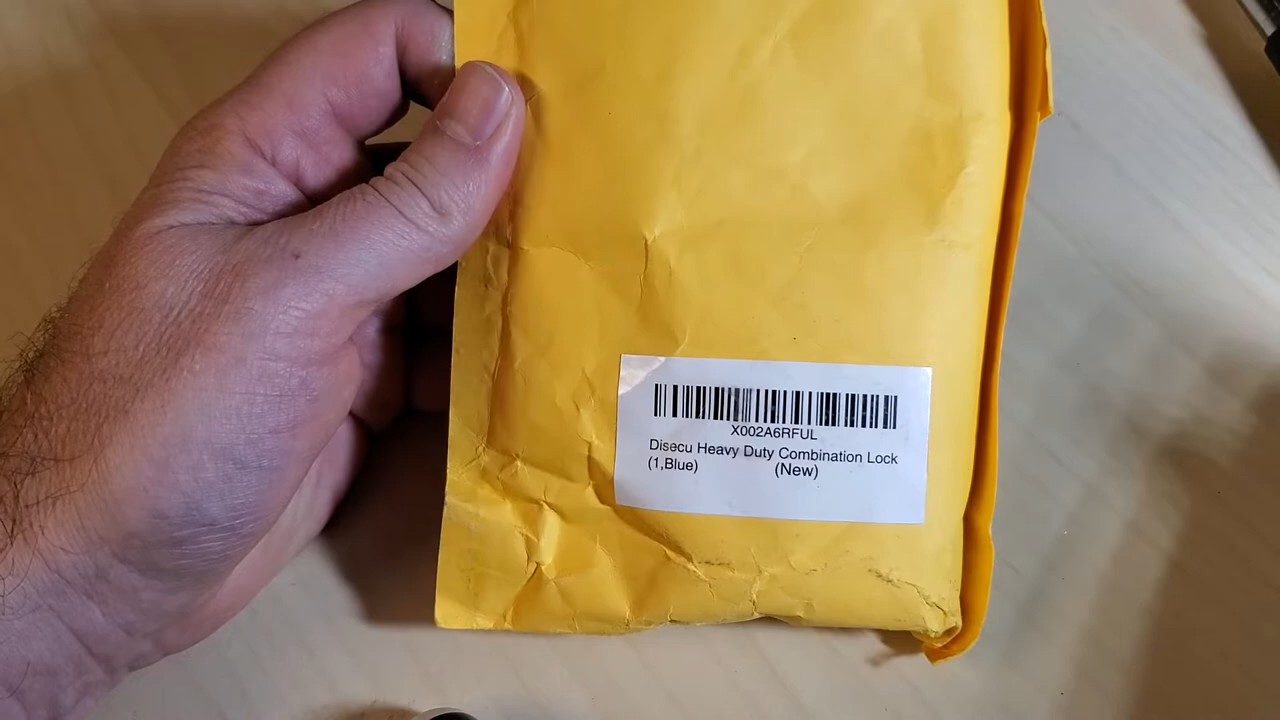 X002A6RFUL
Disecu Heavy Duty Combination Lock
(1,Blue) (New)